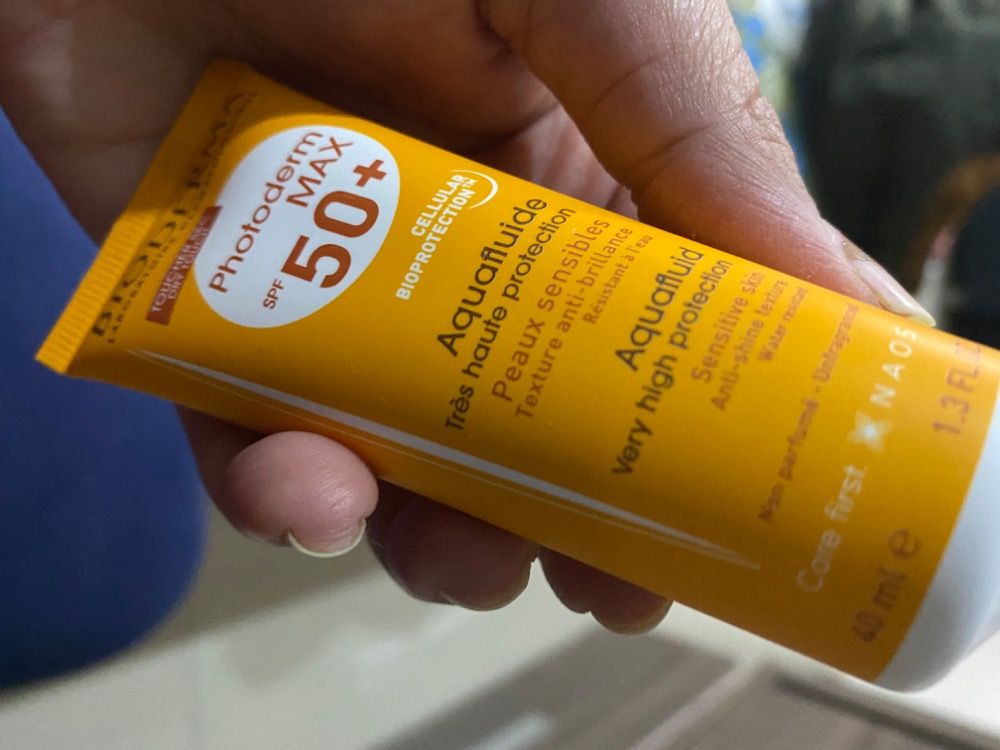 BIODERMA
Photoderm
MAX
SPF 50+
CELLULAR
BIOPROTECTION™
Aquafluide
Très haute protection
Peaux sensibles
Texture anti-brillance
Résistant à l'eau
Aquafluid
Very high protection
Sensitive skin
Anti-shine texture
Water resistant
Non parfumé - Unfragranced
Care first. NAOS
40 ml e 1.3 FL.